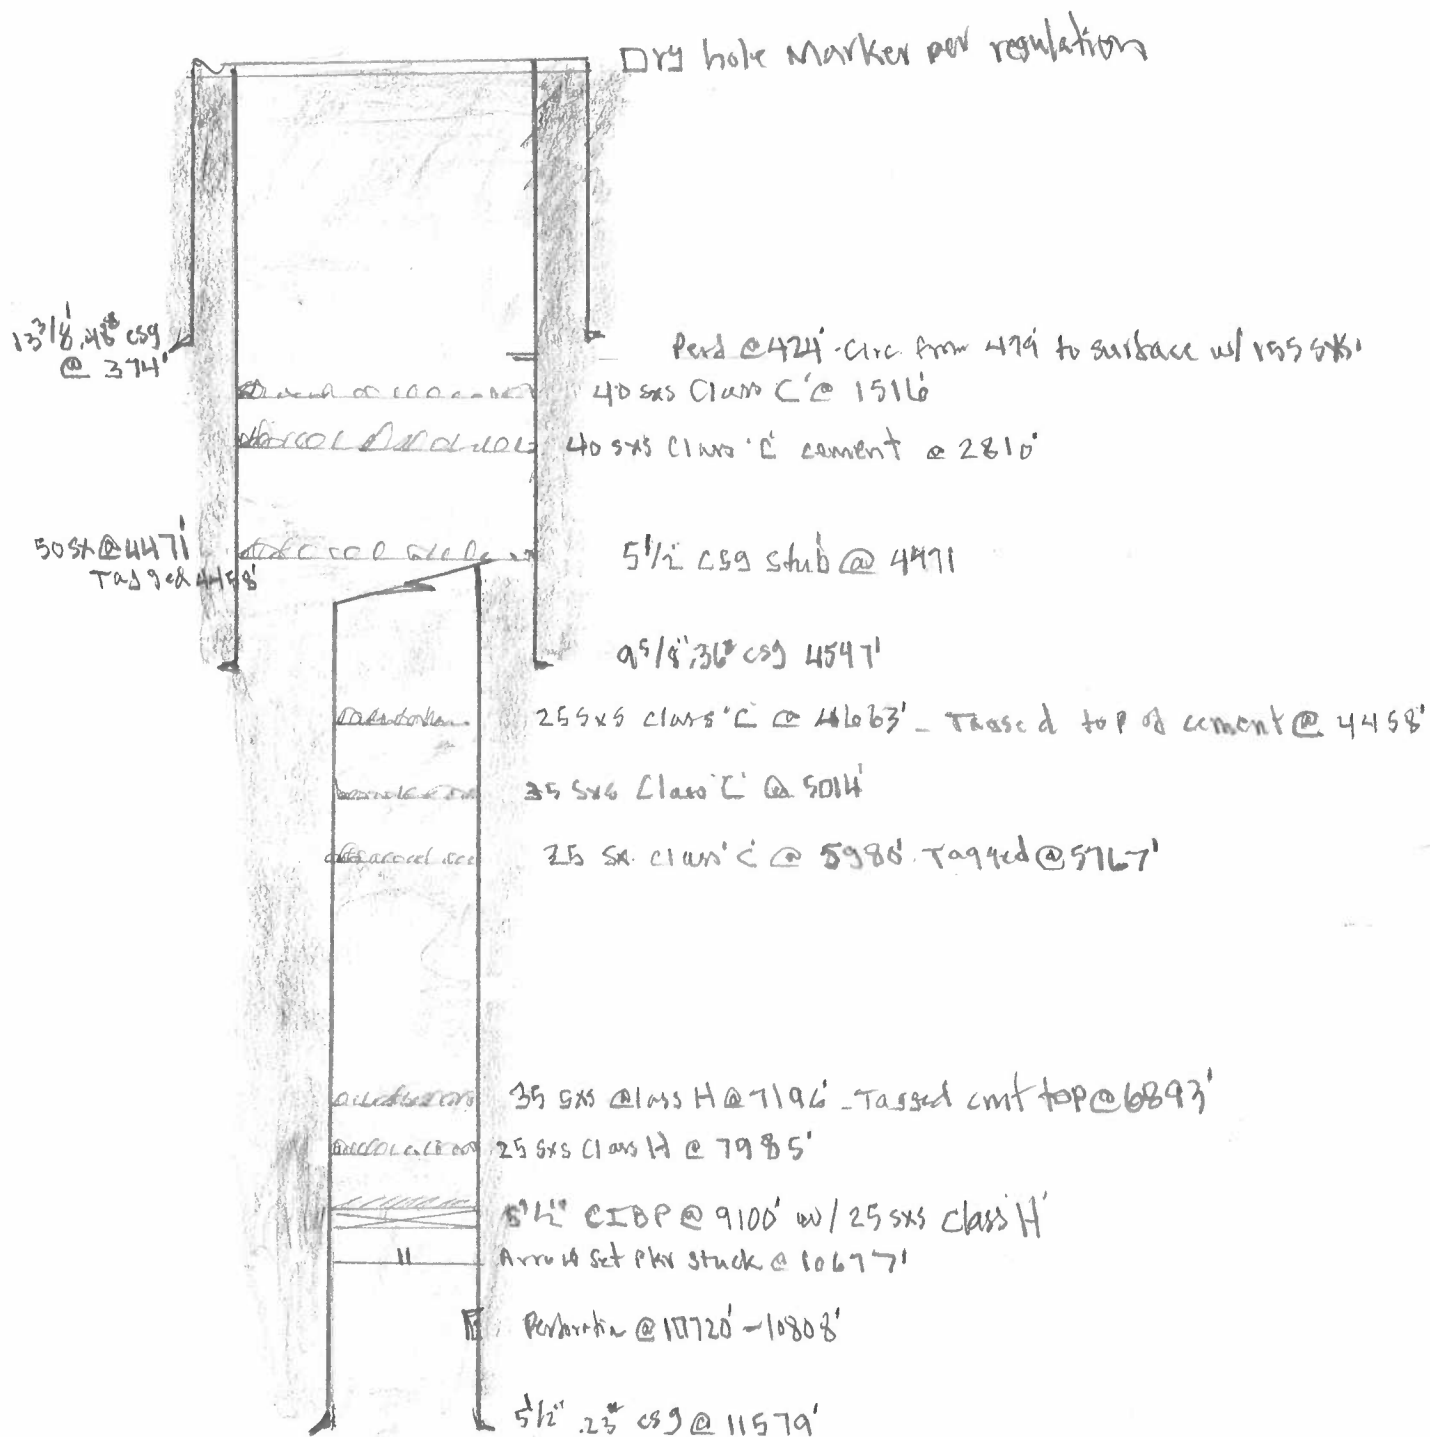 Dry hole Marker per regulation
13 3/8", 48# csg
@ 374'
Perf @ 424' - Circ. from 474' to surface w/ 155 sxs'
40 sxs Class C' @ 1516'
40 sxs Class 'C' cement @ 2810'
50 sx @ 4471'
Tagged 4458'
5 1/2 csg stub @ 4471
9 5/8", 36# csg 4547'
25 sxs class 'C' @ 4663' - Tagged top of cement @ 4458'
35 sxs Class 'C' @ 5014'
25 sx. class 'C' @ 5980'. Tagged @ 5767'
35 sxs Class H @ 7196' - Tagged cmt top @ 6893'
25 sxs Class H @ 7985'
5 1/2" CIBP @ 9100' w/ 25 sxs Class H'
Arrow Set Pkr stuck @ 10677'
Perforation @ 10720' - 10808'
5 1/2" 23# csg @ 11579'